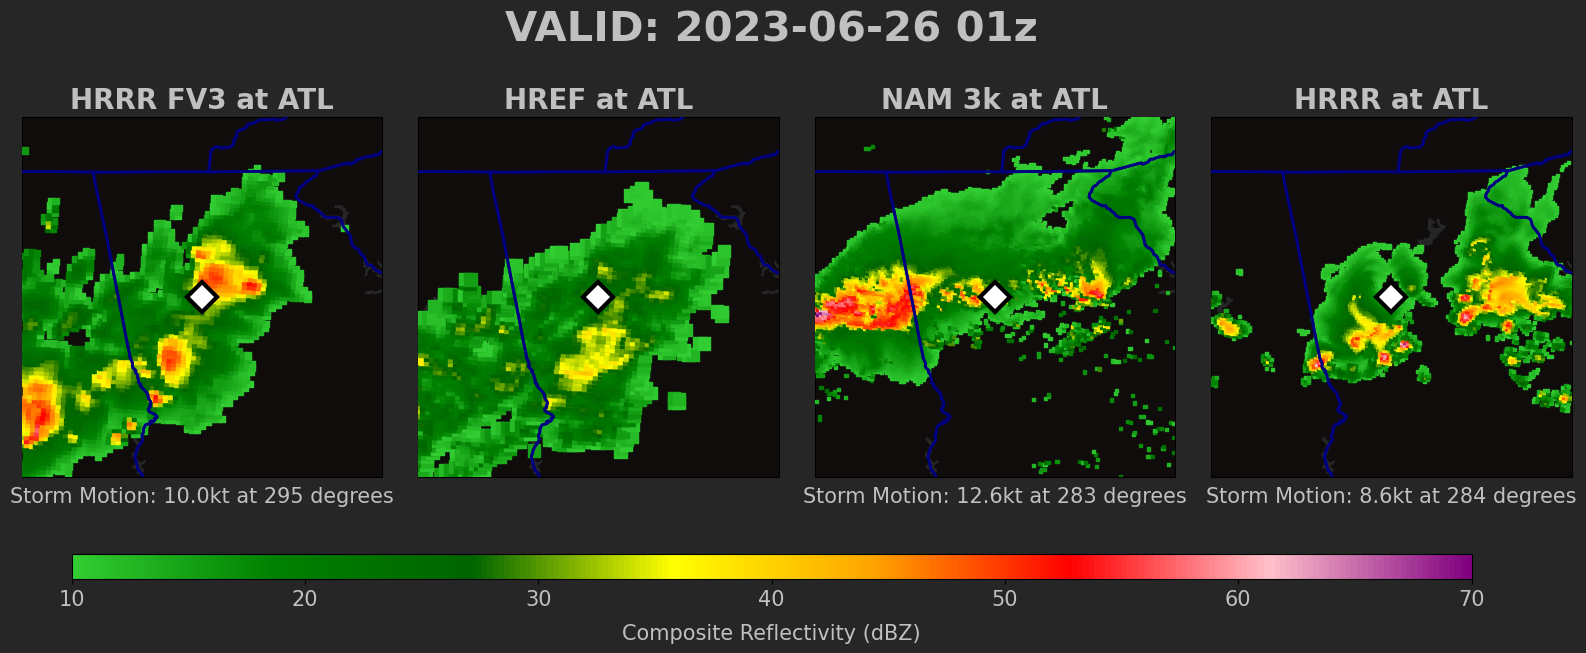 VALID: 2023-06-26 01z
HRRR FV3 at ATL
HREF at ATL
NAM 3k at ATL
HRRR at ATL
Storm Motion: 10.0kt at 295 degrees
Storm Motion: 12.6kt at 283 degrees
Storm Motion: 8.6kt at 284 degrees
10 20 30 40 50 60 70
Composite Reflectivity (dBZ)